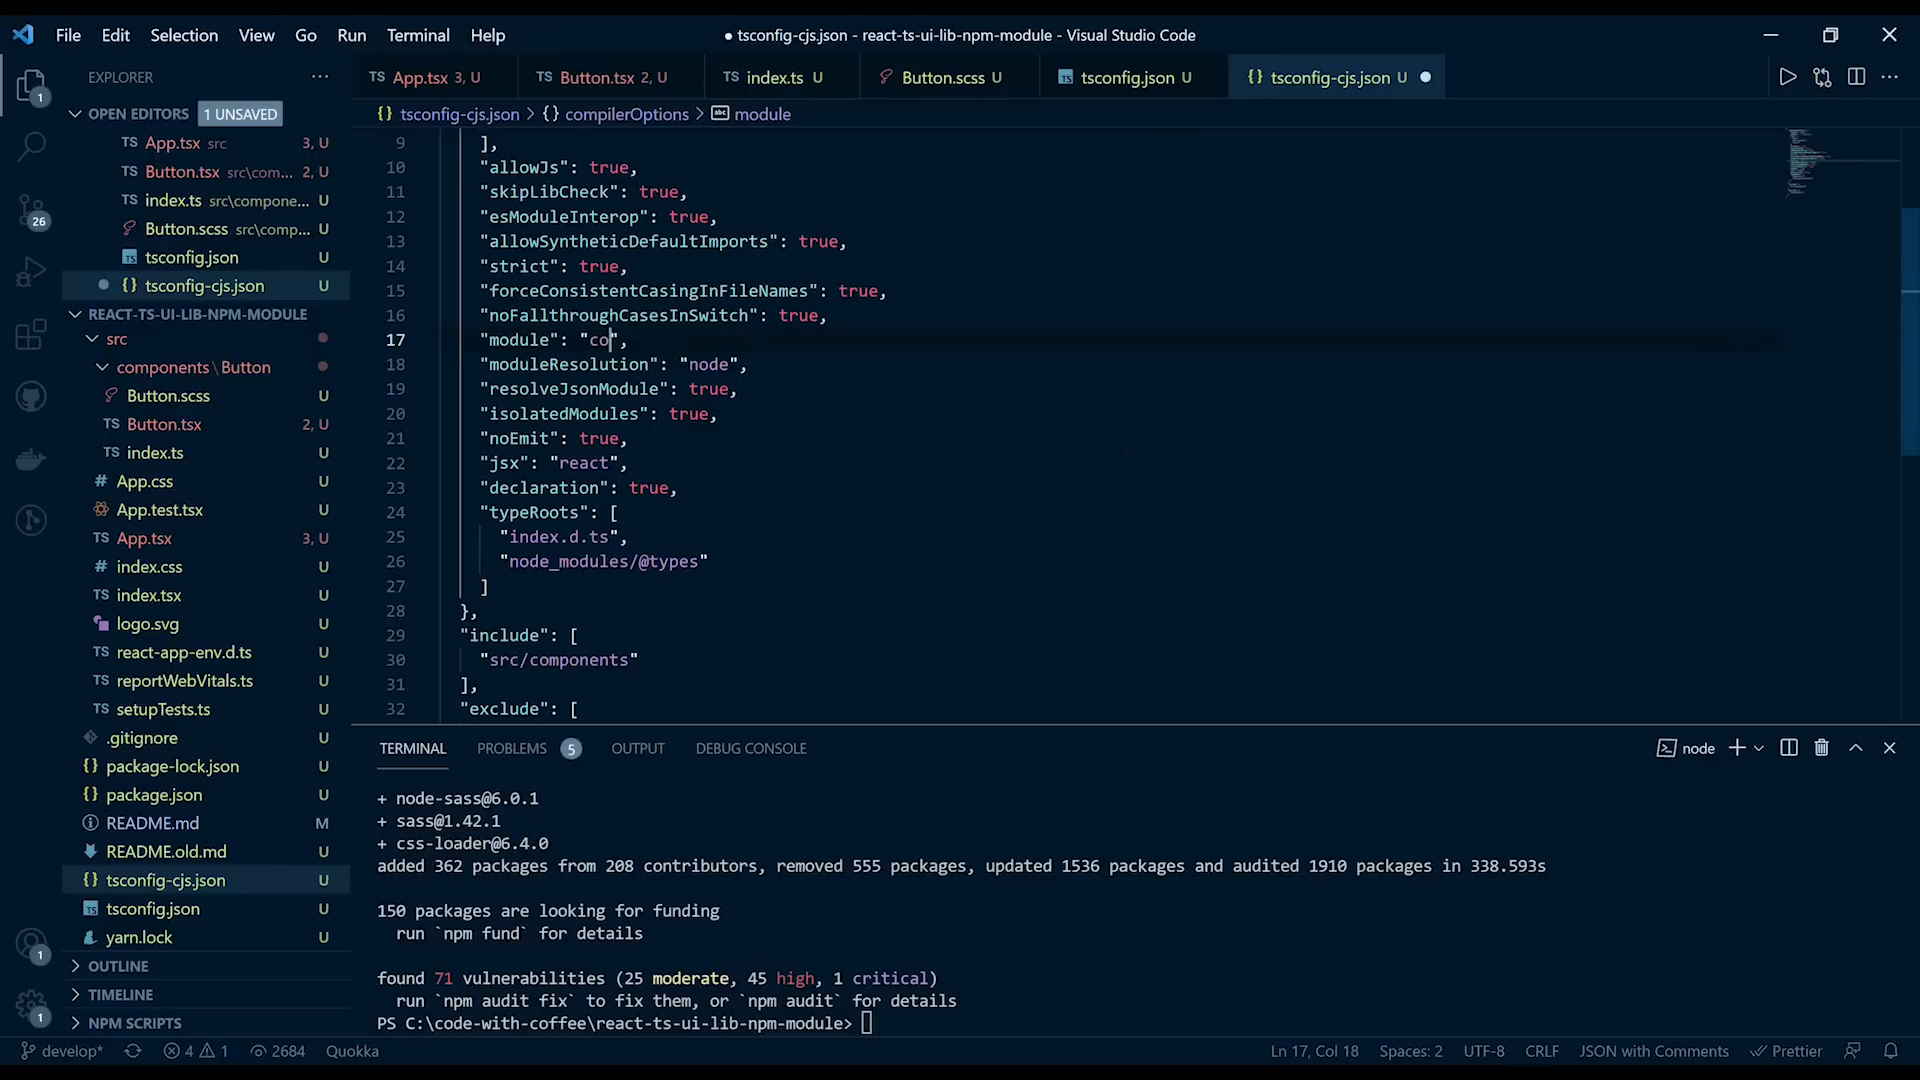 File Edit Selection View Go Run Terminal Help
● tsconfig-cjs.json - react-ts-ui-lib-npm-module - Visual Studio Code
EXPLORER
TS App.tsx 3, U
TS Button.tsx 2, U
TS index.ts U
Button.scss U
TS tsconfig.json U
{} tsconfig-cjs.json U
OPEN EDITORS 1 UNSAVED
TS App.tsx src 3, U
TS Button.tsx src\com... 2, U
TS index.ts src\compone... U
Button.scss src\comp... U
TS tsconfig.json U
{} tsconfig-cjs.json U
REACT-TS-UI-LIB-NPM-MODULE
src
components\Button
Button.scss U
TS Button.tsx 2, U
TS index.ts U
# App.css U
App.test.tsx U
TS App.tsx 3, U
# index.css U
TS index.tsx U
logo.svg U
TS react-app-env.d.ts U
TS reportWebVitals.ts U
TS setupTests.ts U
.gitignore U
{} package-lock.json U
{} package.json U
README.md M
README.old.md U
{} tsconfig-cjs.json U
TS tsconfig.json U
yarn.lock U
OUTLINE
TIMELINE
NPM SCRIPTS
1
26
1
1
{} tsconfig-cjs.json > {} compilerOptions > abc module
9 ],
10 "allowJs": true,
11 "skipLibCheck": true,
12 "esModuleInterop": true,
13 "allowSyntheticDefaultImports": true,
14 "strict": true,
15 "forceConsistentCasingInFileNames": true,
16 "noFallthroughCasesInSwitch": true,
17 "module": "co",
18 "moduleResolution": "node",
19 "resolveJsonModule": true,
20 "isolatedModules": true,
21 "noEmit": true,
22 "jsx": "react",
23 "declaration": true,
24 "typeRoots": [
25 "index.d.ts",
26 "node_modules/@types"
27 ]
28 },
29 "include": [
30 "src/components"
31 ],
32 "exclude": [
TERMINAL PROBLEMS 5 OUTPUT DEBUG CONSOLE
node
+ node-sass@6.0.1
+ sass@1.42.1
+ css-loader@6.4.0
added 362 packages from 208 contributors, removed 555 packages, updated 1536 packages and audited 1910 packages in 338.593s
150 packages are looking for funding
run `npm fund` for details
found 71 vulnerabilities (25 moderate, 45 high, 1 critical)
run `npm audit fix` to fix them, or `npm audit` for details
PS C:\code-with-coffee\react-ts-ui-lib-npm-module>
develop* 4 1 2684 Quokka
Ln 17, Col 18 Spaces: 2 UTF-8 CRLF JSON with Comments Prettier